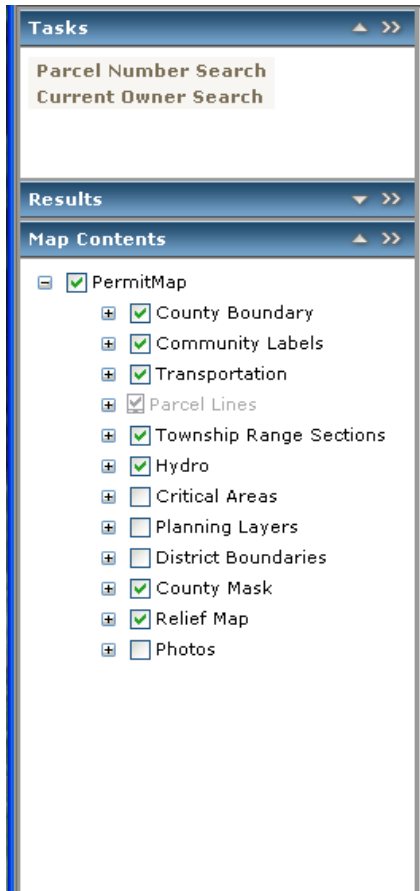 Tasks
Parcel Number Search
Current Owner Search
Results
Map Contents
PermitMap
County Boundary
Community Labels
Transportation
Parcel Lines
Township Range Sections
Hydro
Critical Areas
Planning Layers
District Boundaries
County Mask
Relief Map
Photos